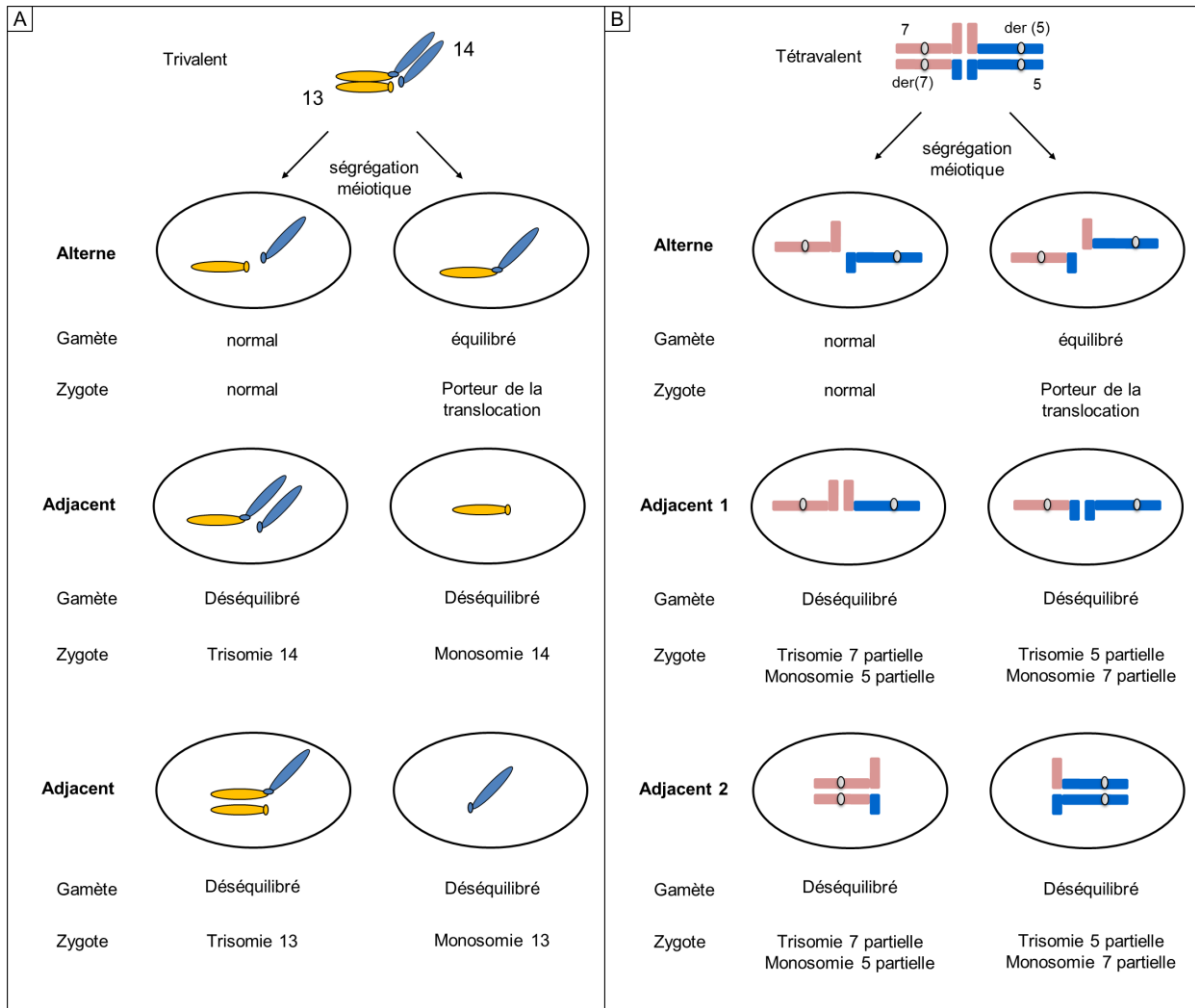 A
Trivalent
14
13
ségrégation
méiotique
Alterne
Gamète
normal
équilibré
Zygote
normal
Porteur de la
translocation
Adjacent
Gamète
Déséquilibré
Déséquilibré
Zygote
Trisomie 14
Monosomie 14
Adjacent
Gamète
Déséquilibré
Déséquilibré
Zygote
Trisomie 13
Monosomie 13
B
7
der (5)
Tétravalent
der(7)
5
ségrégation
méiotique
Alterne
Gamète
normal
équilibré
Zygote
normal
Porteur de la
translocation
Adjacent 1
Gamète
Déséquilibré
Déséquilibré
Zygote
Trisomie 7 partielle
Monosomie 5 partielle
Trisomie 5 partielle
Monosomie 7 partielle
Adjacent 2
Gamète
Déséquilibré
Déséquilibré
Zygote
Trisomie 7 partielle
Monosomie 5 partielle
Trisomie 5 partielle
Monosomie 7 partielle